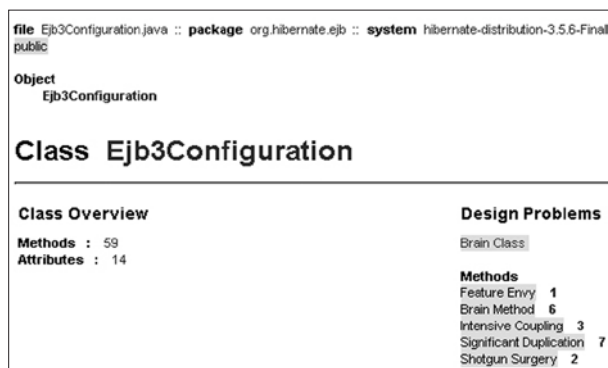 file Ejb3Configuration.java :: package org.hibernate.ejb :: system hibernate-distribution-3.5.6-Final
public
Object
Ejb3Configuration
Class Ejb3Configuration
Class Overview
Methods : 59
Attributes : 14
Design Problems
Brain Class
Methods
Feature Envy 1
Brain Method 6
Intensive Coupling 3
Significant Duplication 7
Shotgun Surgery 2